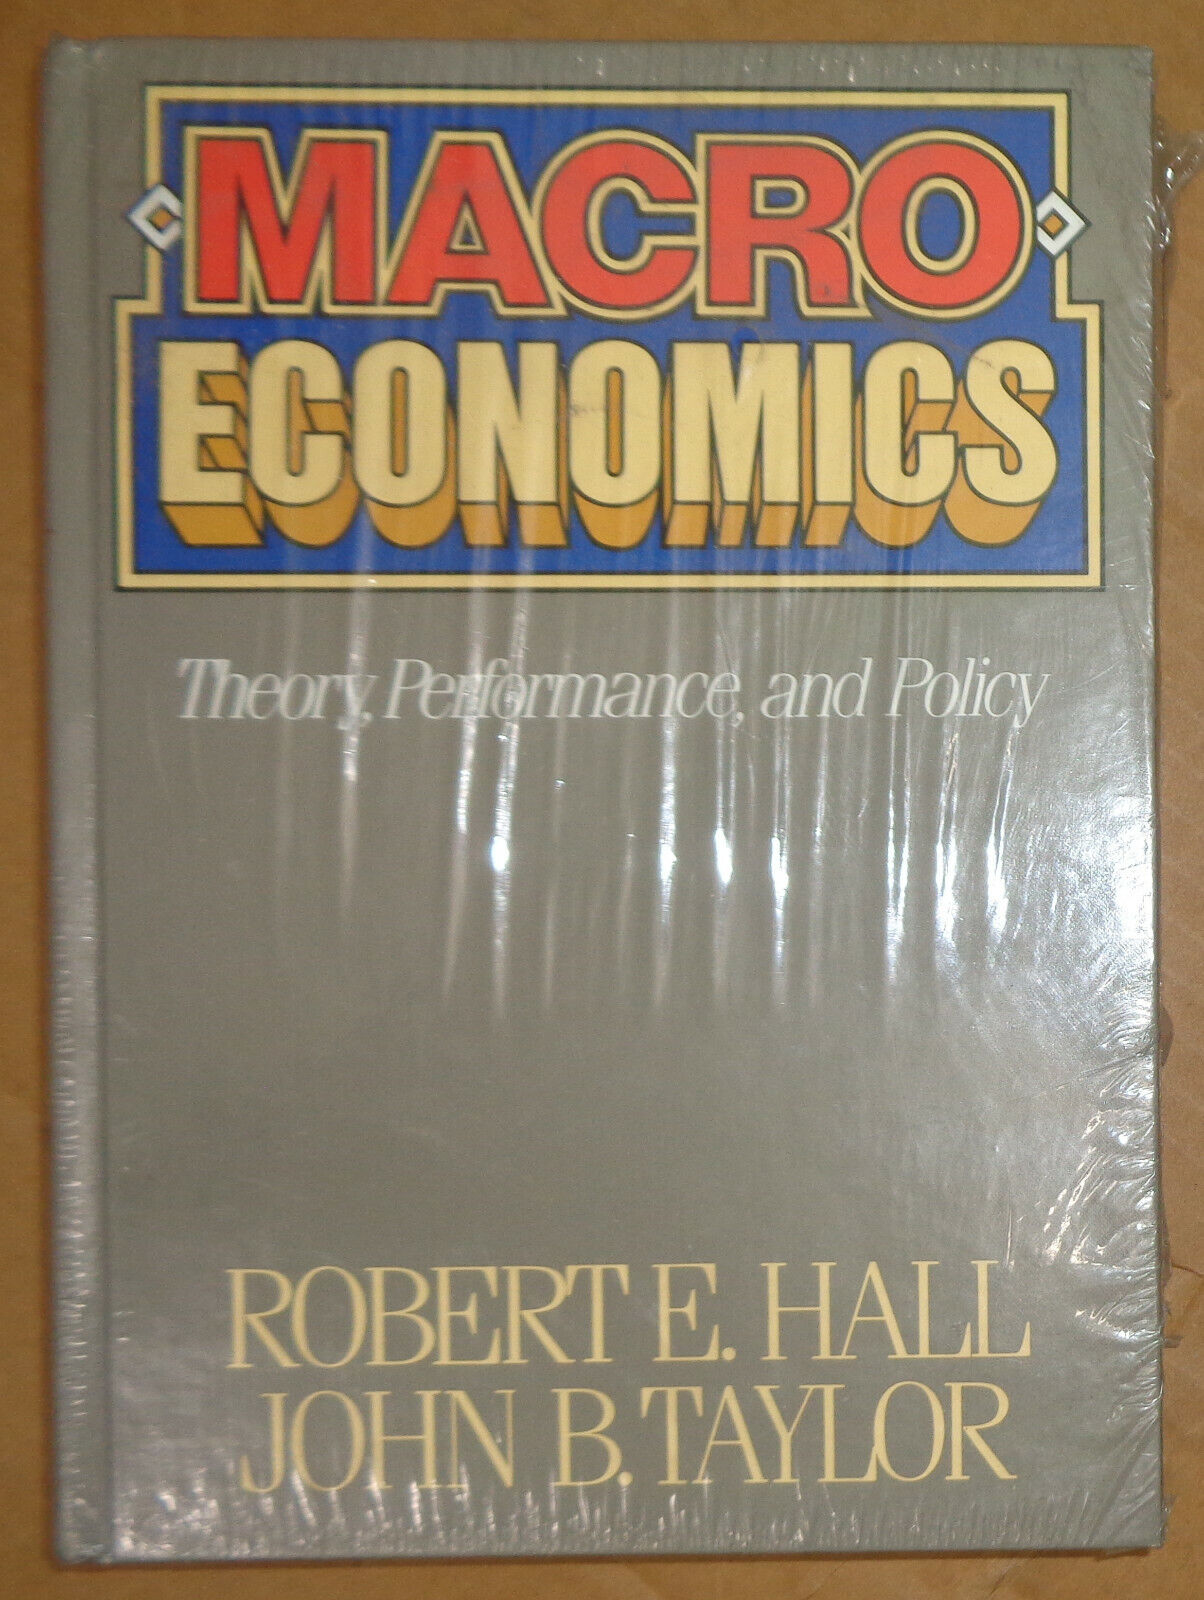 MACRO
ECONOMICS
Theory, Performance, and Policy
ROBERT E. HALL
JOHN B. TAYLOR